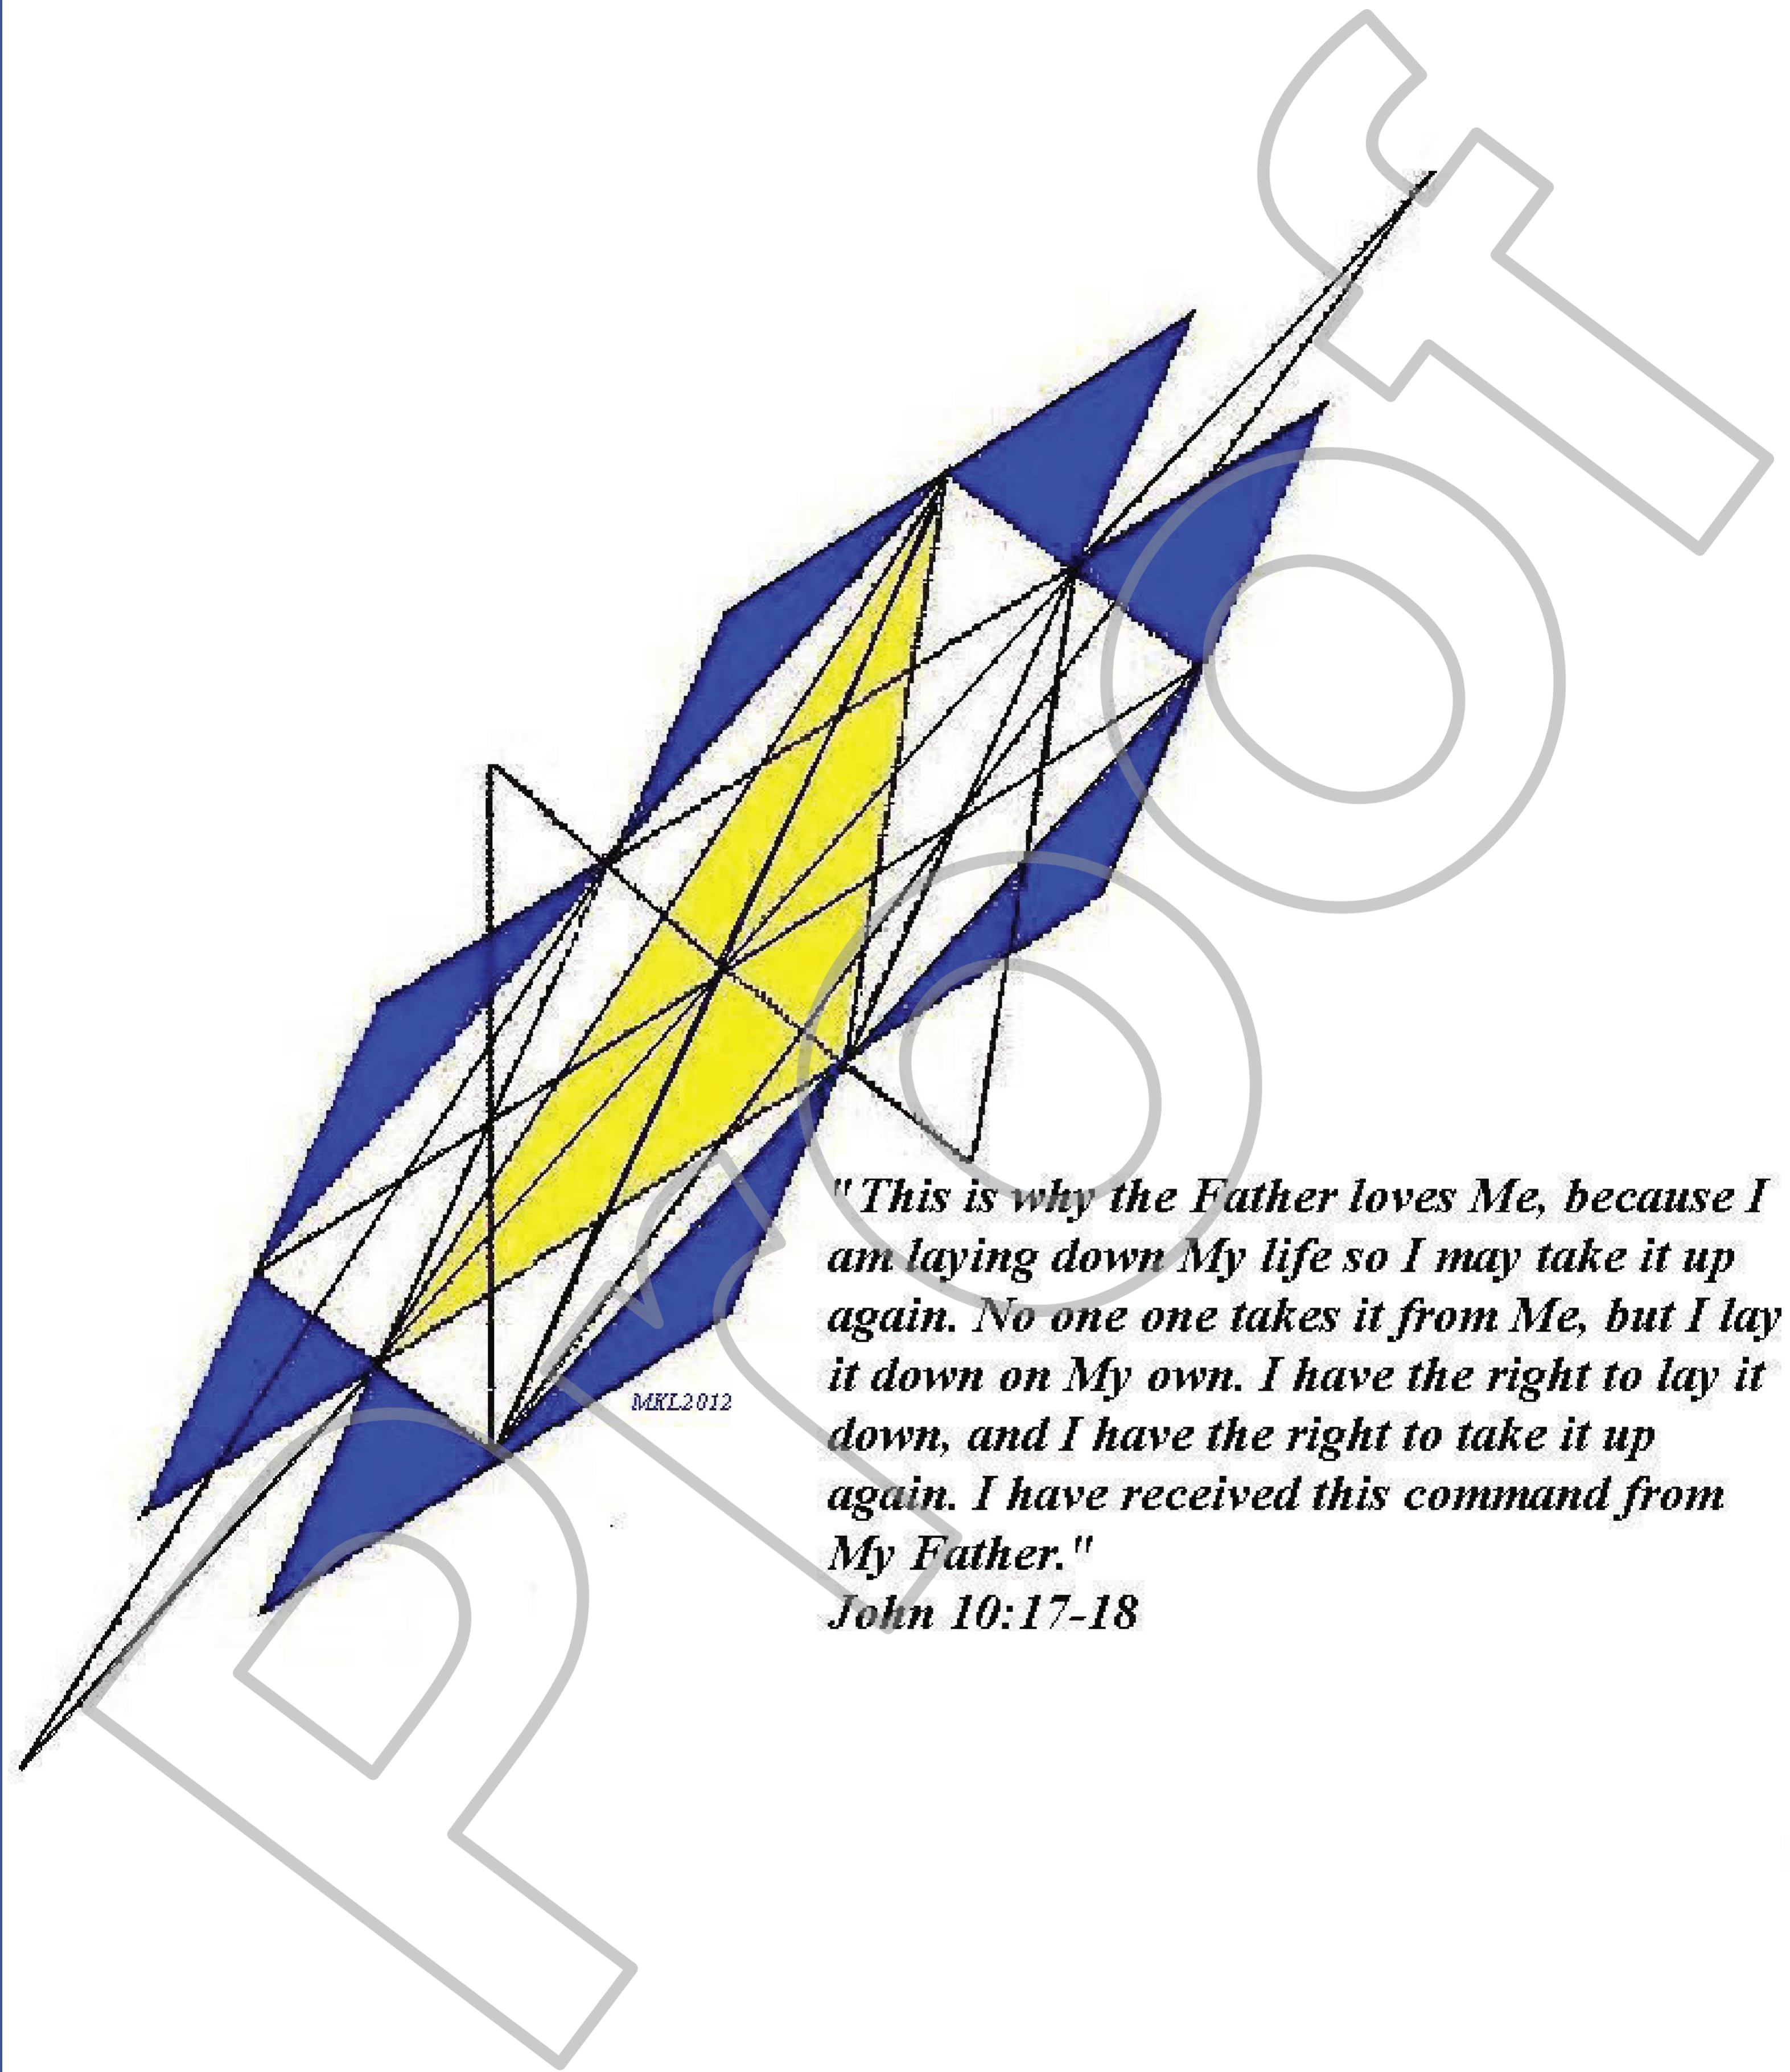 "This is why the Father loves Me, because I
am laying down My life so I may take it up
again. No one one takes it from Me, but I lay
it down on My own. I have the right to lay it
down, and I have the right to take it up
again. I have received this command from
My Father."
John 10:17-18
MKL2012
Proof